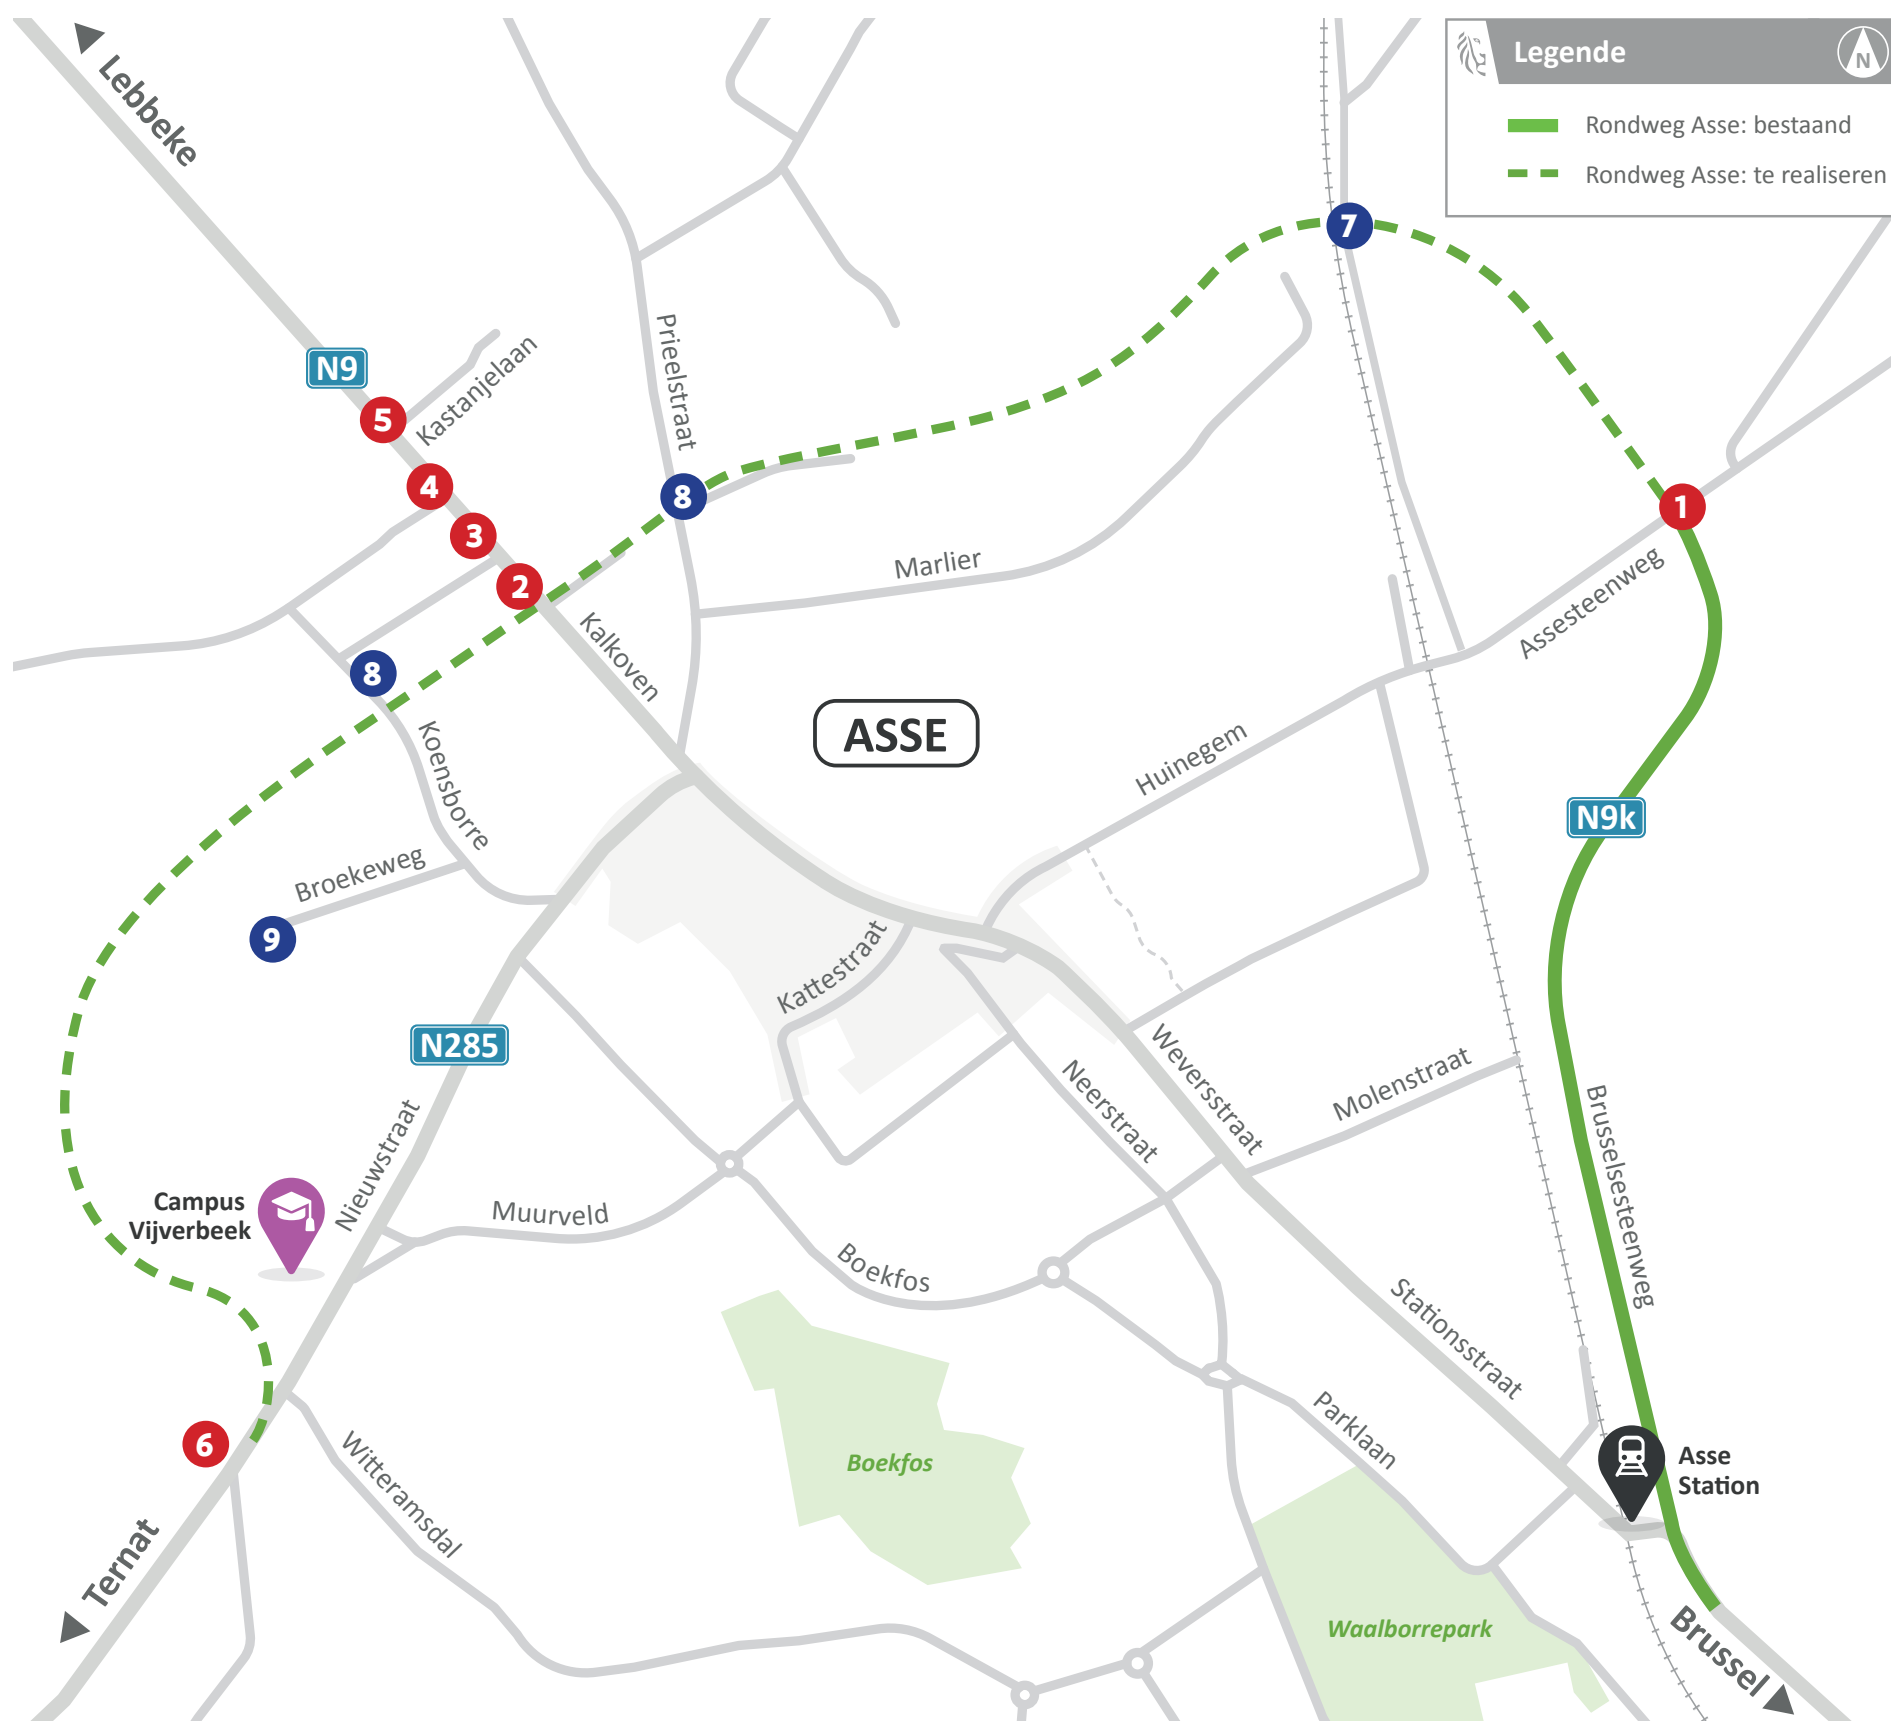 Lebbeke
Legende
N
Rondweg Asse: bestaand
Rondweg Asse: te realiseren
7
N9
Prieelstraat
Kastanjelaan
5
4
8
1
3
2
Marlier
Assesteenweg
Kalkoven
8
ASSE
Koensborre
Huinegem
N9k
Broekeweg
9
Kattestraat
N285
Weversstraat
Neerstraat
Molenstraat
Brusselsesteenweg
Nieuwstraat
Campus
Vijverbeek
Muurveld
Boekfos
Stationsstraat
Parklaan
6
Witteramsdal
Boekfos
Asse
Station
Ternat
Waalborrepark
Brussel